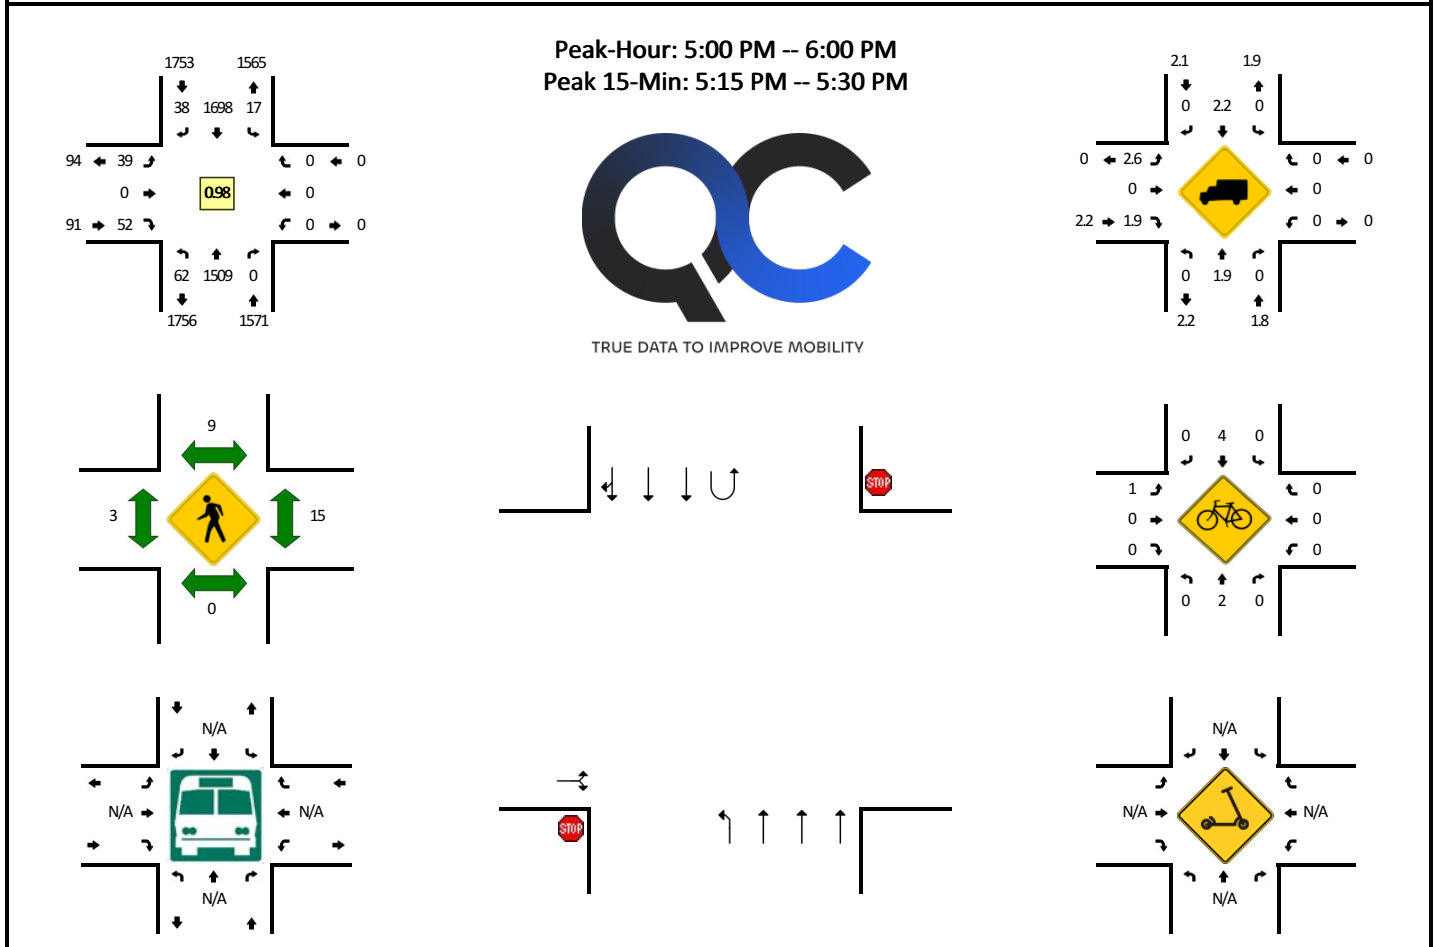 Peak-Hour: 5:00 PM -- 6:00 PM
Peak 15-Min: 5:15 PM -- 5:30 PM
1753 1565
38 1698 17
94 39 0 0
0 0.98 0
91 52 0 0
62 1509 0
1756 1571
QC
TRUE DATA TO IMPROVE MOBILITY
2.1 1.9
0 2.2 0
0 2.6 0 0
0 0
2.2 1.9 0 0
0 1.9 0
2.2 1.8
9
3 15
0
STOP
STOP
0 4 0
1 0
0 0
0 0
0 2 0
N/A
N/A N/A
N/A
N/A
N/A N/A
N/A